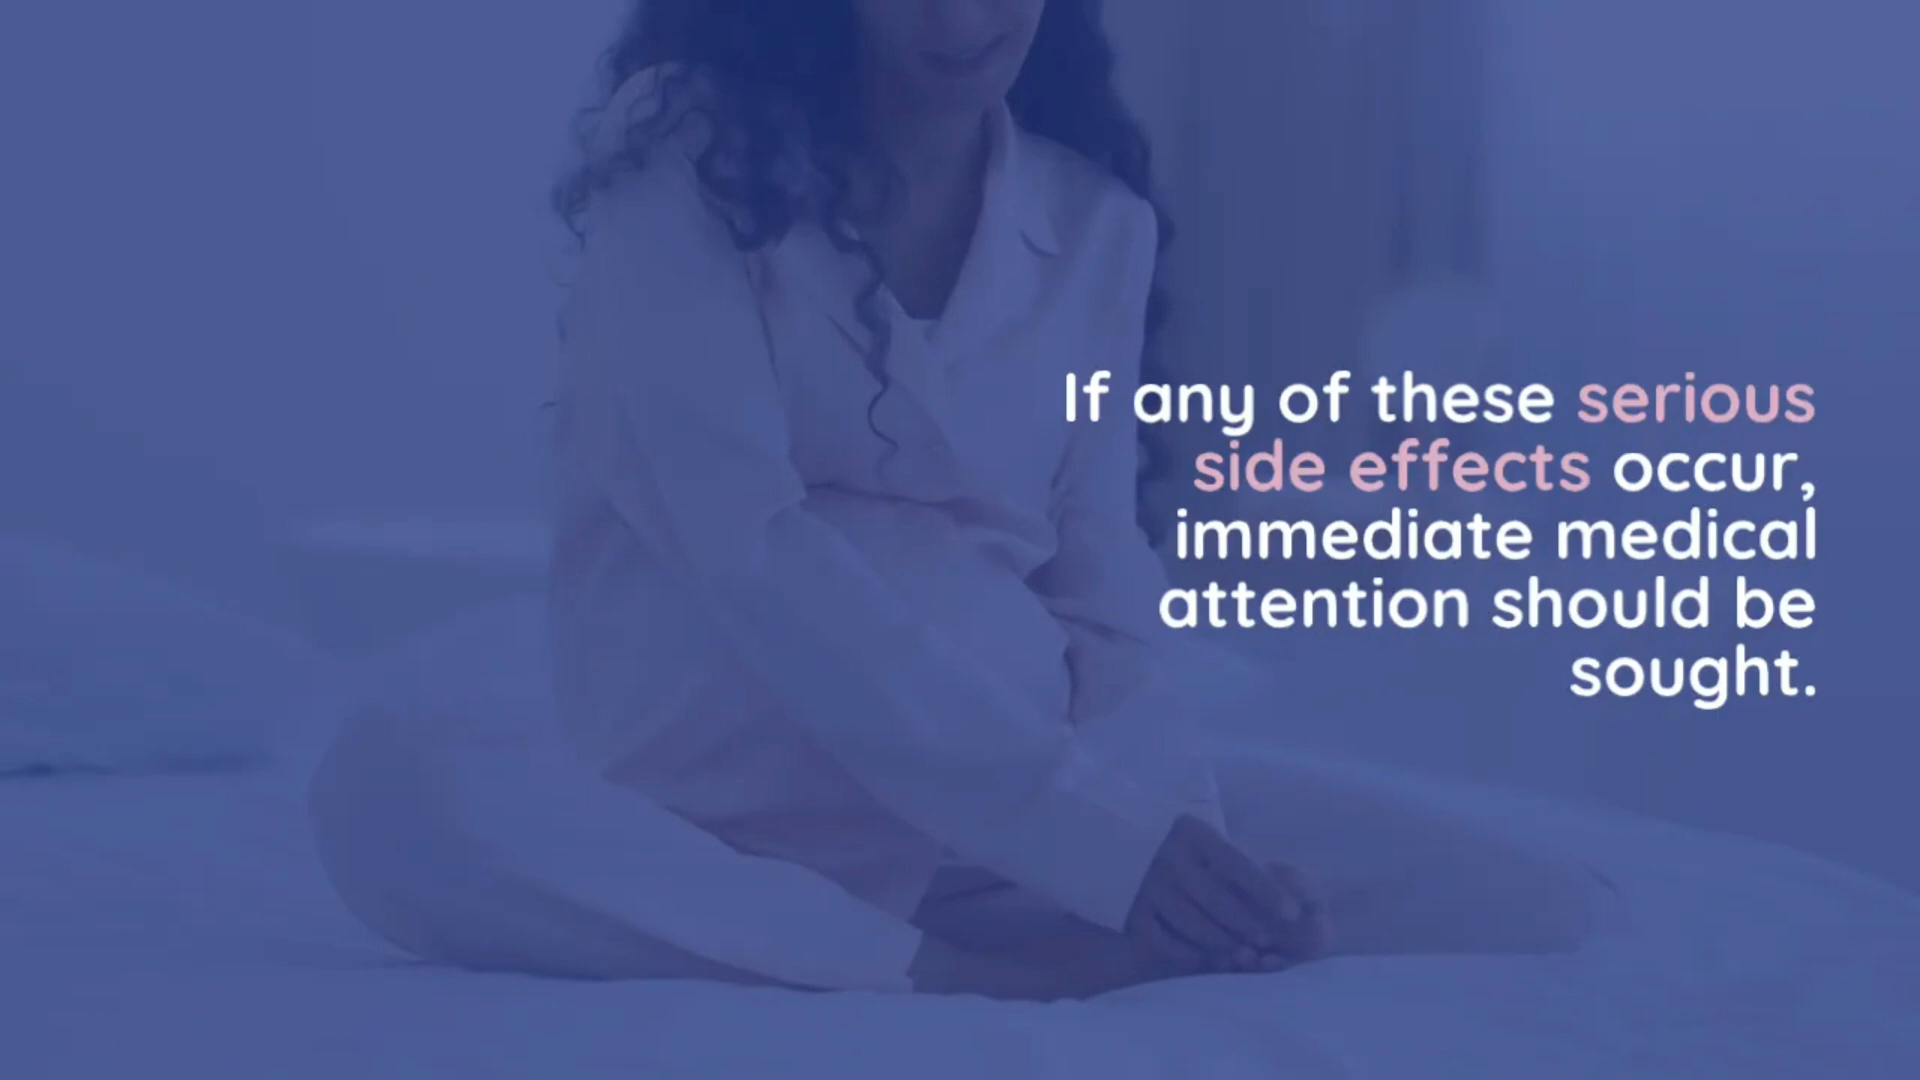 If any of these serious
side effects occur,
immediate medical
attention should be
sought.